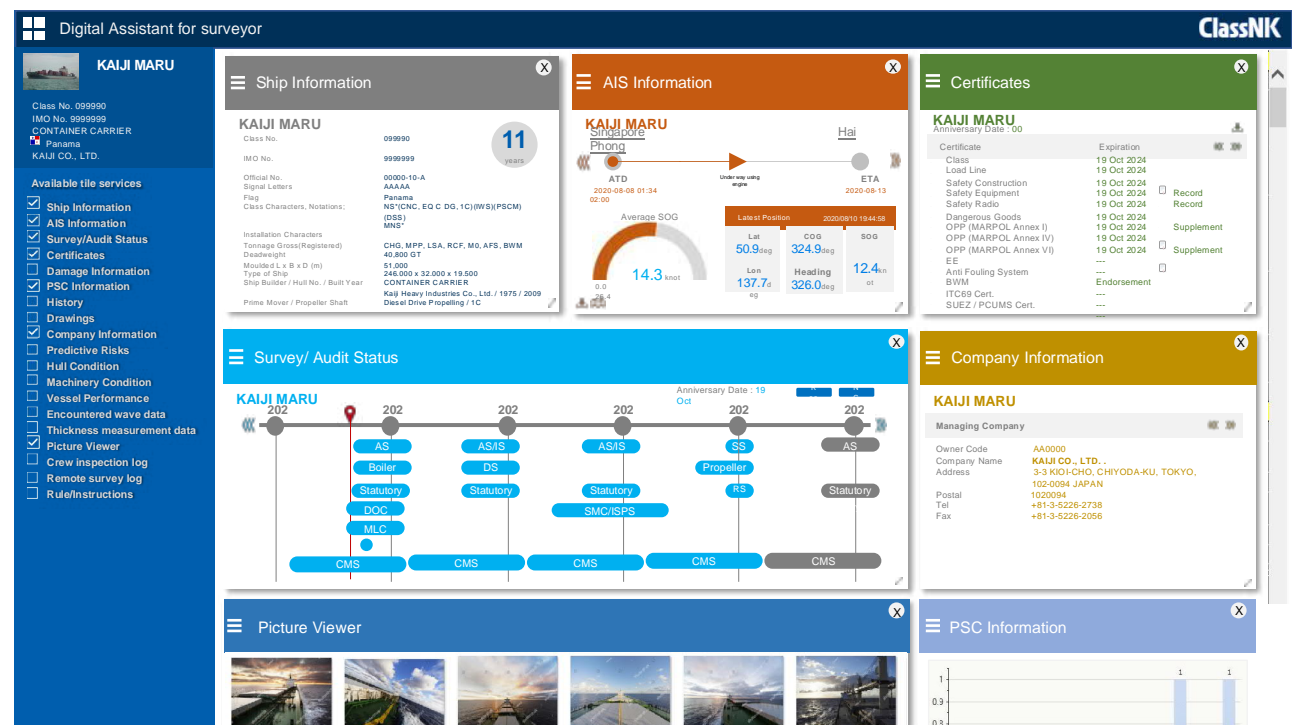 Digital Assistant for surveyor
ClassNK
KAIJI MARU
Class No. 099990
IMO No. 9999999
CONTAINER CARRIER
Panama
KAIJI CO., LTD.
Available tile services
Ship Information
AIS Information
Survey/Audit Status
Certificates
Damage Information
PSC Information
History
Drawings
Company Information
Predictive Risks
Hull Condition
Machinery Condition
Vessel Performance
Encountered wave data
Thickness measurement data
Picture Viewer
Crew inspection log
Remote survey log
Rule/Instructions
Ship Information
X
KAIJI MARU
Class No. 099990
IMO No. 9999999
Official No. 00000-10-A
Signal Letters AAAAA
Flag Panama
Class Characters, Notations; NS*(CNC, EQ C DG, 1C)(IWS)(PSCM)
(DSS)
MNS*
Installation Characters
Tonnage Gross(Registered) CHG, MPP, LSA, RCF, M0, AFS, BWM
Deadweight 40,800 GT
Moulded L x B x D (m) 51,000
Type of Ship 246.000 x 32.000 x 19.500
Ship Builder / Hull No. / Built Year CONTAINER CARRIER
Kaiji Heavy Industries Co., Ltd. / 1975 / 2009
Prime Mover / Propeller Shaft Diesel Drive Propelling / 1C
11
years
AIS Information
X
KAIJI MARU
Singapore Hai
Phong
ATD Under way using ETA
engine
2020-08-08 01:34 2020-08-13
02:00
Average SOG
14.3 knot
0.0
Latest Position 2020/08/10 19:44:58
Lat COG SOG
50.9deg 324.9deg
12.4kn
ot
Lon Heading
137.7d 326.0deg
eg
Certificates
X
KAIJI MARU
Anniversary Date : 00
Certificate Expiration
Class 19 Oct 2024
Load Line 19 Oct 2024
Safety Construction 19 Oct 2024
Safety Equipment 19 Oct 2024 Record
Safety Radio 19 Oct 2024 Record
Dangerous Goods 19 Oct 2024
OPP (MARPOL Annex I) 19 Oct 2024 Supplement
OPP (MARPOL Annex IV) 19 Oct 2024
OPP (MARPOL Annex VI) 19 Oct 2024 Supplement
EE ---
Anti Fouling System ---
BWM Endorsement
ITC69 Cert. ---
SUEZ / PCUMS Cert. ---
---
Survey/ Audit Status
X
KAIJI MARU
Anniversary Date : 19
Oct
202 202 202 202 202 202
AS AS/IS AS/IS SS AS
Boiler DS Propeller
Statutory Statutory Statutory RS Statutory
DOC SMC/ISPS
MLC
CMS CMS CMS CMS CMS
Company Information
X
KAIJI MARU
Managing Company
Owner Code AA0000
Company Name KAIJI CO., LTD. .
Address 3-3 KIOI-CHO, CHIYODA-KU, TOKYO,
102-0094 JAPAN
Postal 1020094
Tel +81-3-5226-2738
Fax +81-3-5226-2056
Picture Viewer
X
PSC Information
X
1
0.9
1 1